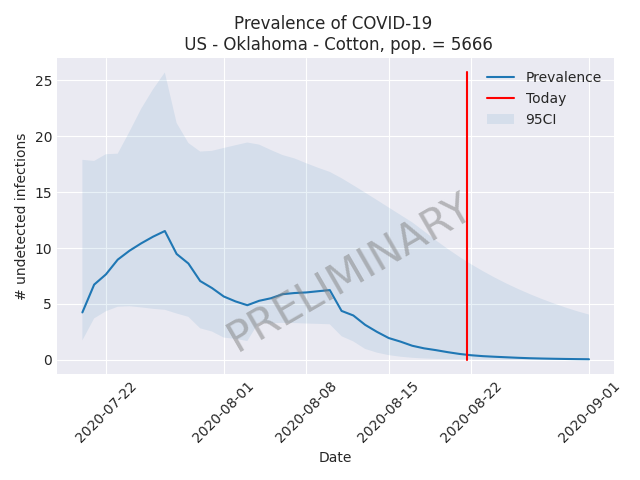 Prevalence of COVID-19
US - Oklahoma - Cotton, pop. = 5666
# undetected infections
25
20
15
10
5
0
Prevalence
Today
95CI
PRELIMINARY
2020-07-22
2020-08-01
2020-08-08
2020-08-15
2020-08-22
2020-09-01
Date